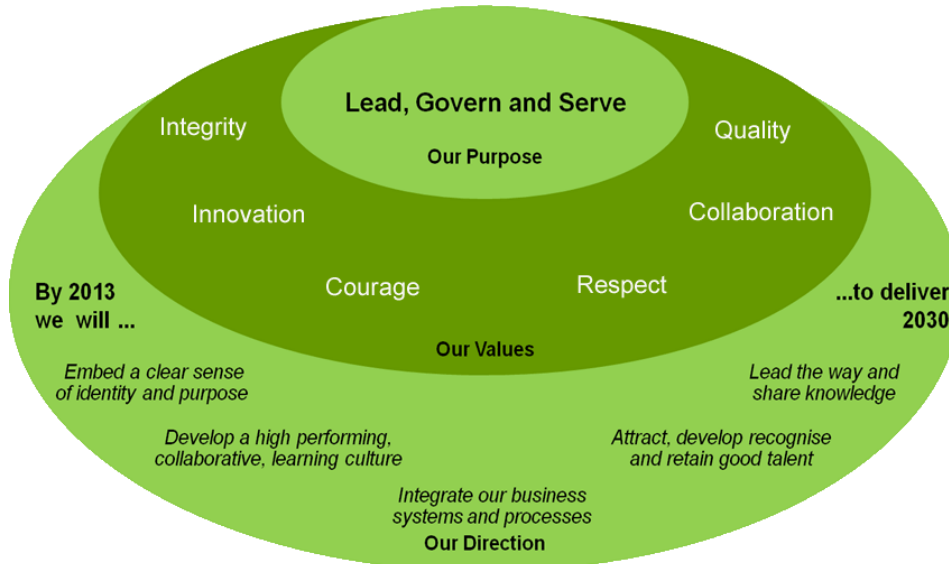 Lead, Govern and Serve
Our Purpose
Integrity
Quality
Innovation
Collaboration
Courage
Respect
Our Values
By 2013
we will ...
...to deliver
2030
Embed a clear sense
of identity and purpose
Lead the way and
share knowledge
Develop a high performing,
collaborative, learning culture
Attract, develop recognise
and retain good talent
Integrate our business
systems and processes
Our Direction